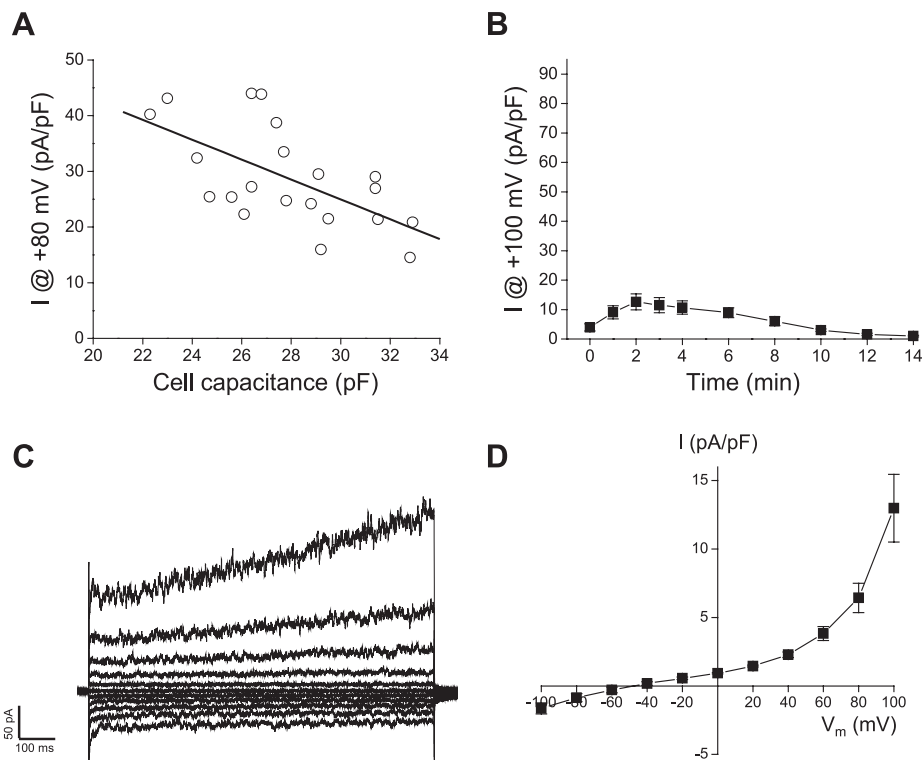 A
I @ +80 mV (pA/pF)
50
40
30
20
10
0
20 22 24 26 28 30 32 34
Cell capacitance (pF)
B
I @ +100 mV (pA/pF)
90
80
70
60
50
40
30
20
10
0
0 2 4 6 8 10 12 14
Time (min)
C
50 pA
100 ms
D
I (pA/pF)
15
10
5
-100 -80 -60 -40 -20 20 40 60 80 100
Vm (mV)
-5